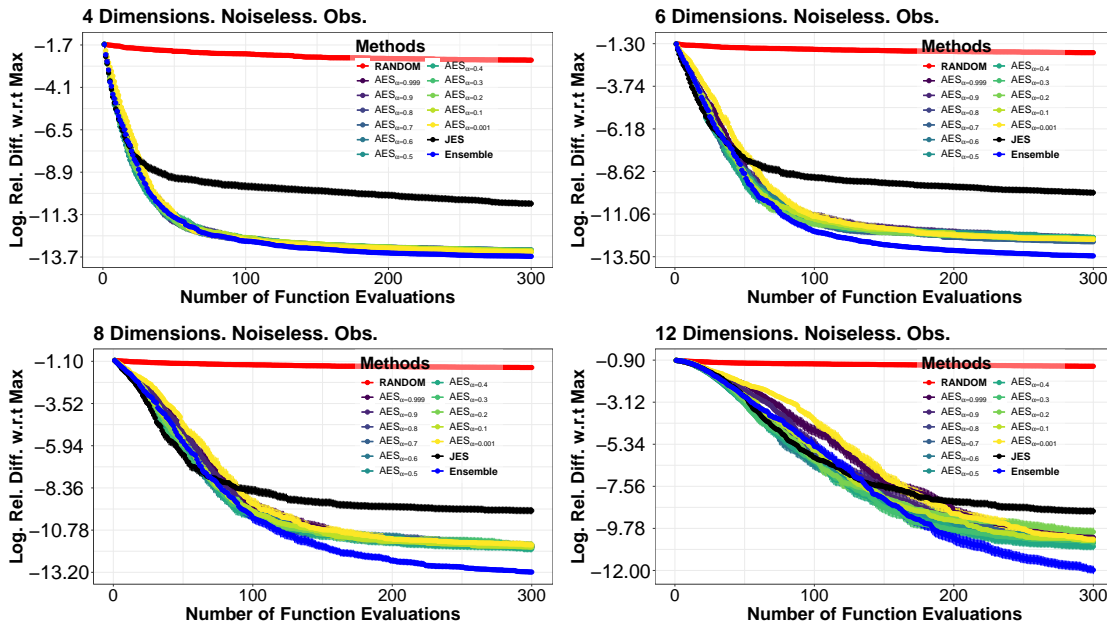 4 Dimensions. Noiseless. Obs.
Log. Rel. Diff. w.r.t Max
−1.7
−4.1
−6.5
−8.9
−11.3
−13.7
0
100
200
300
Number of Function Evaluations
Methods
RANDOM
AESα=0.999
AESα=0.9
AESα=0.8
AESα=0.7
AESα=0.6
AESα=0.5
AESα=0.4
AESα=0.3
AESα=0.2
AESα=0.1
AESα=0.001
JES
Ensemble
6 Dimensions. Noiseless. Obs.
Log. Rel. Diff. w.r.t Max
−1.30
−3.74
−6.18
−8.62
−11.06
−13.50
0
100
200
300
Number of Function Evaluations
Methods
RANDOM
AESα=0.999
AESα=0.9
AESα=0.8
AESα=0.7
AESα=0.6
AESα=0.5
AESα=0.4
AESα=0.3
AESα=0.2
AESα=0.1
AESα=0.001
JES
Ensemble
8 Dimensions. Noiseless. Obs.
Log. Rel. Diff. w.r.t Max
−1.10
−3.52
−5.94
−8.36
−10.78
−13.20
0
100
200
300
Number of Function Evaluations
Methods
RANDOM
AESα=0.999
AESα=0.9
AESα=0.8
AESα=0.7
AESα=0.6
AESα=0.5
AESα=0.4
AESα=0.3
AESα=0.2
AESα=0.1
AESα=0.001
JES
Ensemble
12 Dimensions. Noiseless. Obs.
Log. Rel. Diff. w.r.t Max
−0.90
−3.12
−5.34
−7.56
−9.78
−12.00
0
100
200
300
Number of Function Evaluations
Methods
RANDOM
AESα=0.999
AESα=0.9
AESα=0.8
AESα=0.7
AESα=0.6
AESα=0.5
AESα=0.4
AESα=0.3
AESα=0.2
AESα=0.1
AESα=0.001
JES
Ensemble